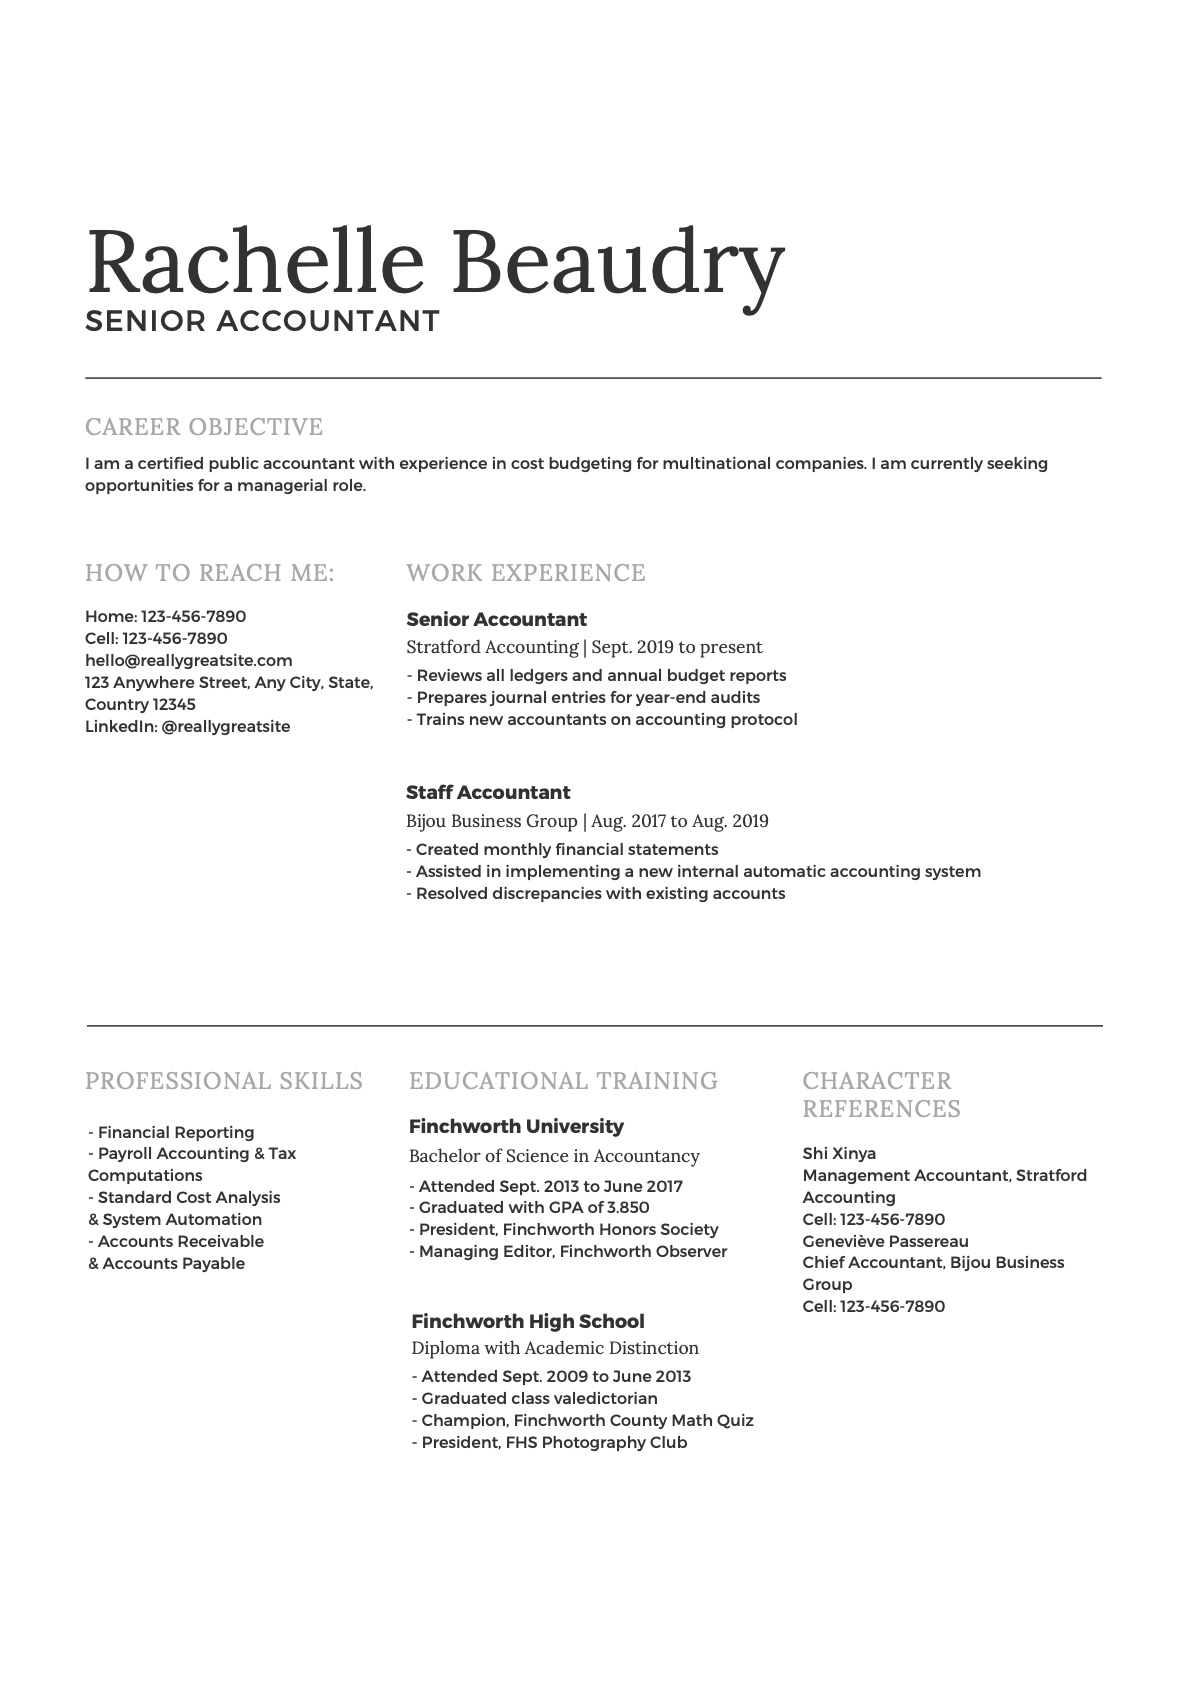 Rachelle Beaudry
SENIOR ACCOUNTANT
CAREER OBJECTIVE
I am a certified public accountant with experience in cost budgeting for multinational companies. I am currently seeking
opportunities for a managerial role.
HOW TO REACH ME:
Home: 123-456-7890
Cell: 123-456-7890
hello@reallygreatsite.com
123 Anywhere Street, Any City, State,
Country 12345
LinkedIn: @reallygreatsite
WORK EXPERIENCE
Senior Accountant
Stratford Accounting | Sept. 2019 to present
- Reviews all ledgers and annual budget reports
- Prepares journal entries for year-end audits
- Trains new accountants on accounting protocol
Staff Accountant
Bijou Business Group | Aug. 2017 to Aug. 2019
- Created monthly financial statements
- Assisted in implementing a new internal automatic accounting system
- Resolved discrepancies with existing accounts
PROFESSIONAL SKILLS
- Financial Reporting
- Payroll Accounting & Tax
Computations
- Standard Cost Analysis
& System Automation
- Accounts Receivable
& Accounts Payable
EDUCATIONAL TRAINING
Finchworth University
Bachelor of Science in Accountancy
- Attended Sept. 2013 to June 2017
- Graduated with GPA of 3.850
- President, Finchworth Honors Society
- Managing Editor, Finchworth Observer
Finchworth High School
Diploma with Academic Distinction
- Attended Sept. 2009 to June 2013
- Graduated class valedictorian
- Champion, Finchworth County Math Quiz
- President, FHS Photography Club
CHARACTER
REFERENCES
Shi Xinya
Management Accountant, Stratford
Accounting
Cell: 123-456-7890
Geneviève Passereau
Chief Accountant, Bijou Business
Group
Cell: 123-456-7890